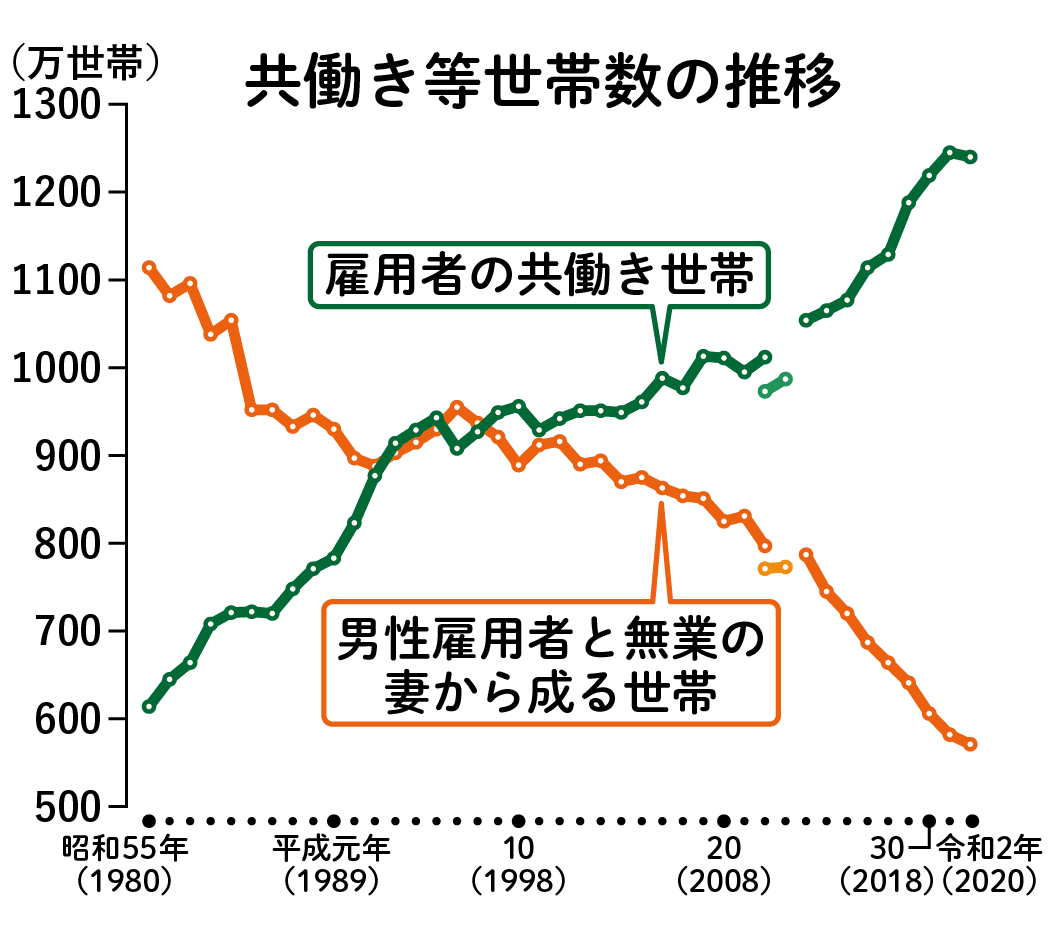 （万世帯）
共働き等世帯数の推移
1300
1200
1100
1000
900
800
700
600
500
雇用者の共働き世帯
男性雇用者と無業の
妻から成る世帯
昭和55年
（1980）
平成元年
（1989）
10
（1998）
20
（2008）
30
（2018）
令和2年
（2020）